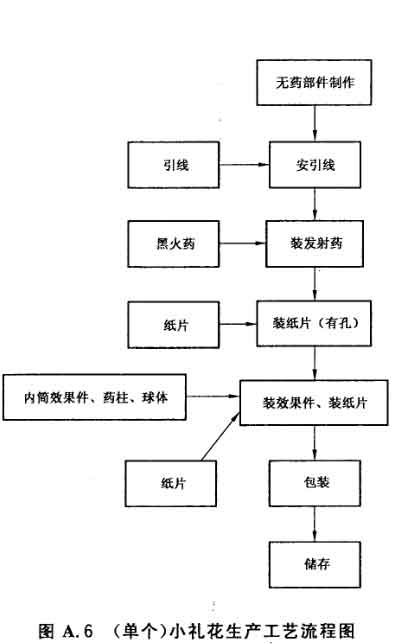 无药部件制作
引线
安引线
黑火药
装发射药
纸片
装纸片(有孔)
内筒效果件、药柱、球体
装效果件、装纸片
纸片
包装
储存
图 A.6 (单个)小礼花生产工艺流程图